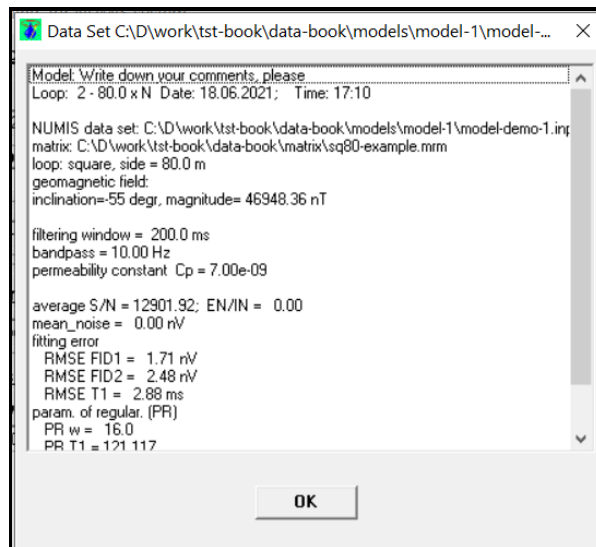 Data Set C:\D\work\tst-book\data-book\models\model-1\model-...
Model: Write down your comments, please
Loop: 2 - 80.0 x N Date: 18.06.2021; Time: 17:10
NUMIS data set: C:\D\work\tst-book\data-book\models\model-1\model-demo-1.inp
matrix: C:\D\work\tst-book\data-book\matrix\sq80-example.mrm
loop: square, side = 80.0 m
geomagnetic field:
inclination=-55 degr, magnitude= 46948.36 nT
filtering window = 200.0 ms
bandpass = 10.00 Hz
permeability constant Cp = 7.00e-09
average S/N = 12901.92; EN/IN = 0.00
mean_noise = 0.00 nV
fitting error
RMSE FID1 = 1.71 nV
RMSE FID2 = 2.48 nV
RMSE T1 = 2.88 ms
param. of regular. (PR)
PR w = 16.0
PR T1 = 121.117
OK